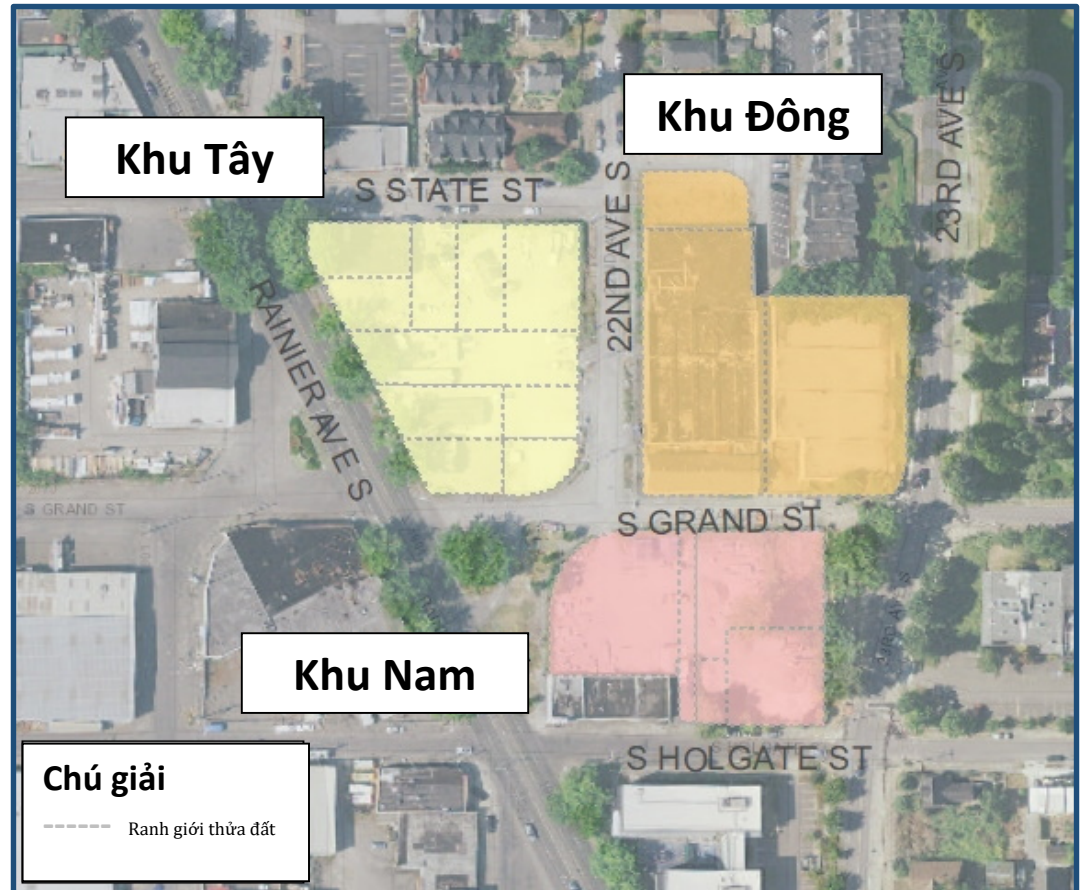 Khu Đông
Khu Tây
S STATE ST
22ND AVE S
23RD AVE S
RAINIER AVE S
S GRAND ST
S GRAND ST
Khu Nam
S HOLGATE ST
Chú giải
Ranh giới thửa đất